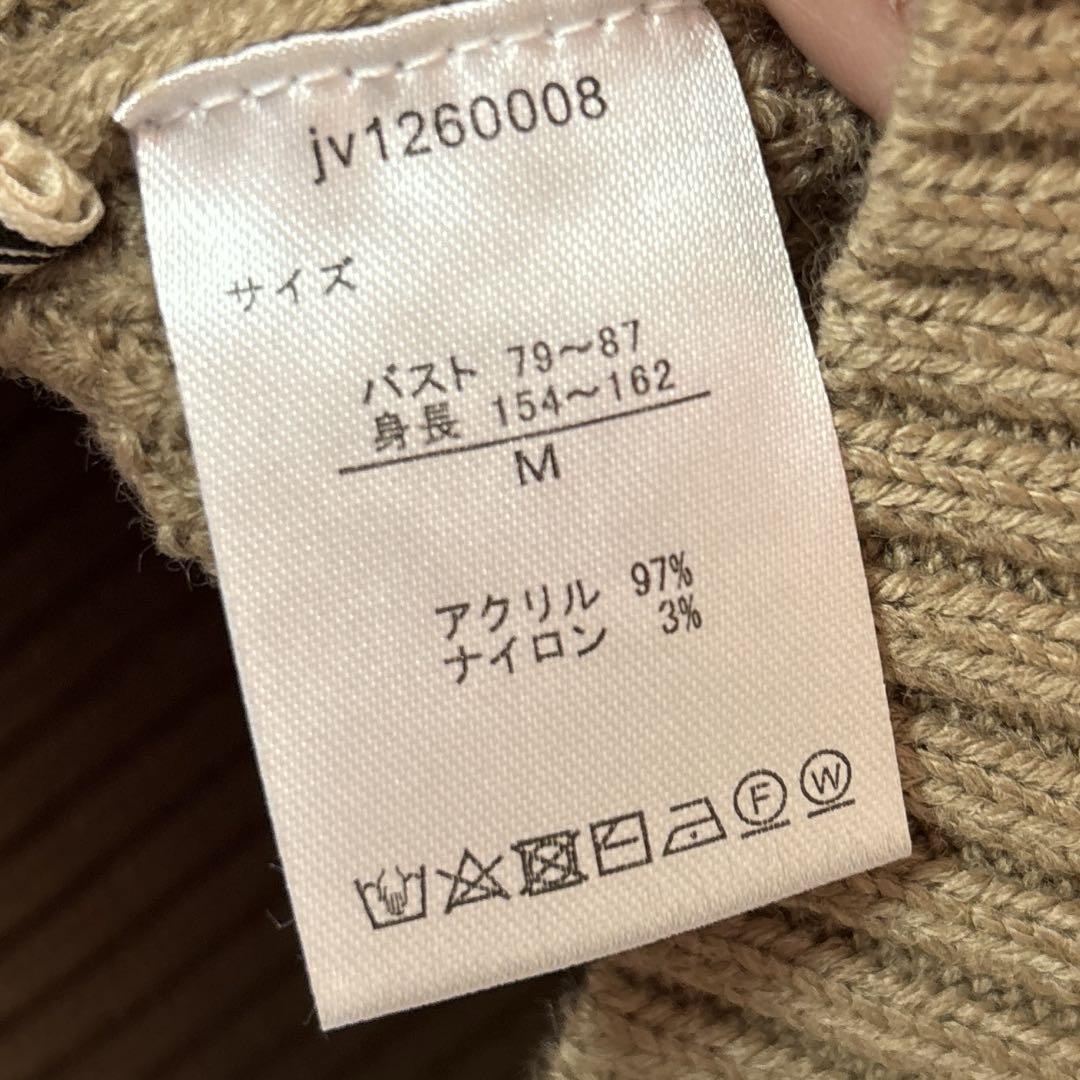 jv1260008
サイズ
バスト 79～87
身長 154～162
M
アクリル 97%
ナイロン 3%
F W